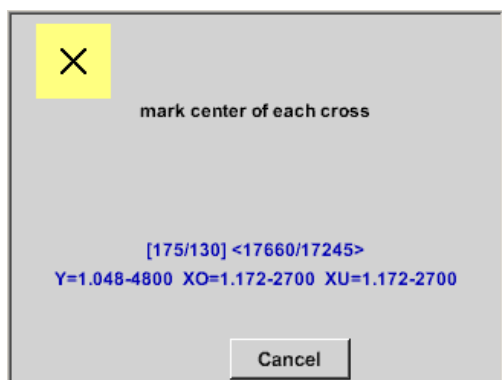 mark center of each cross
[175/130] <17660/17245>
Y=1.048-4800 XO=1.172-2700 XU=1.172-2700
Cancel